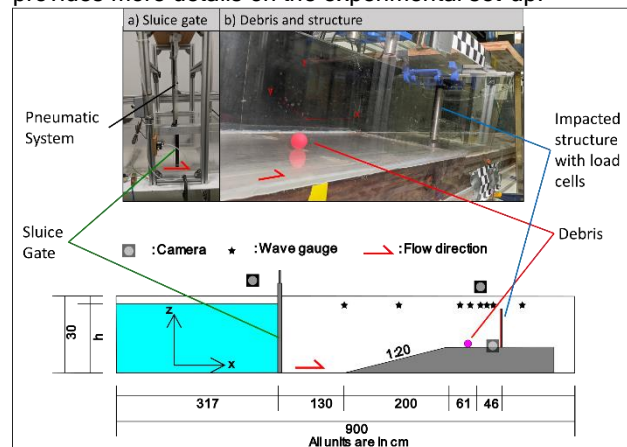 provides more details on the experimental set-up.
a) Sluice gate
b) Debris and structure
Pneumatic
System
Impacted
structure
with load
cells
Sluice
Gate
Debris
:Camera
:Wave gauge
:Flow direction
30
h
z
x
1:20
317
130
200
61
46
900
All units are in cm